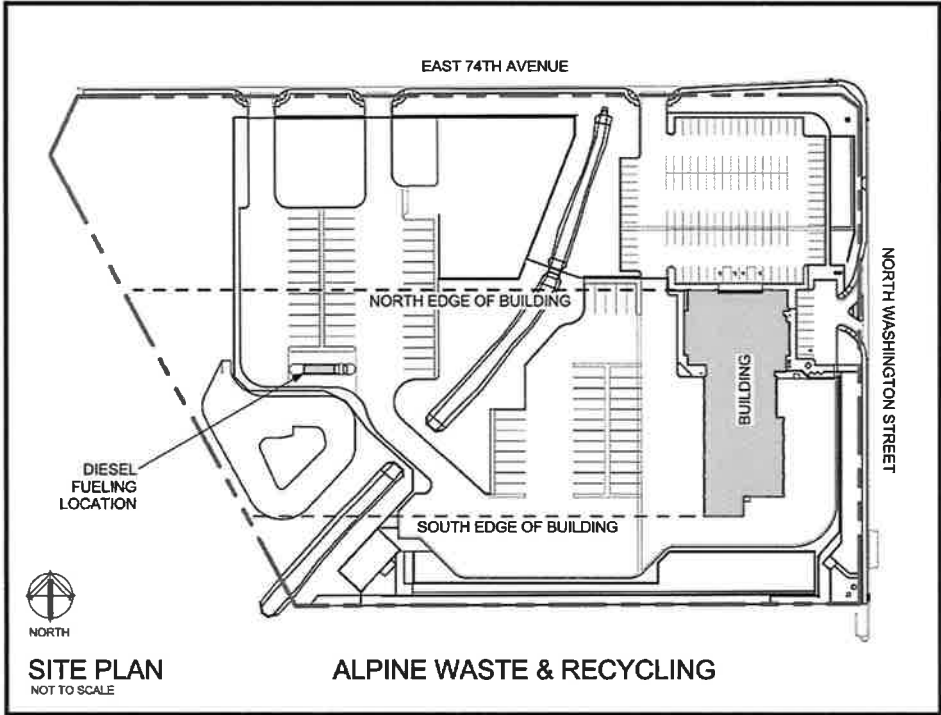 EAST 74TH AVENUE
NORTH WASHINGTON STREET
NORTH EDGE OF BUILDING
BUILDING
DIESEL
FUELING
LOCATION
SOUTH EDGE OF BUILDING
NORTH
SITE PLAN
NOT TO SCALE
ALPINE WASTE & RECYCLING